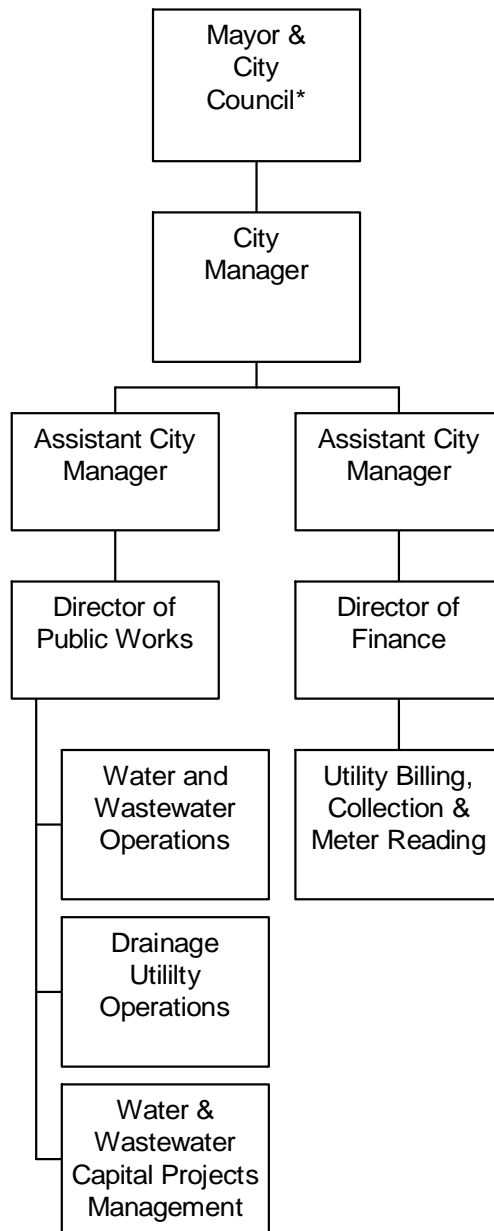 Mayor &
City
Council*
City
Manager
Assistant City
Manager
Assistant City
Manager
Director of
Public Works
Director of
Finance
Water and
Wastewater
Operations
Utility Billing,
Collection &
Meter Reading
Drainage
Utililty
Operations
Water &
Wastewater
Capital Projects
Management